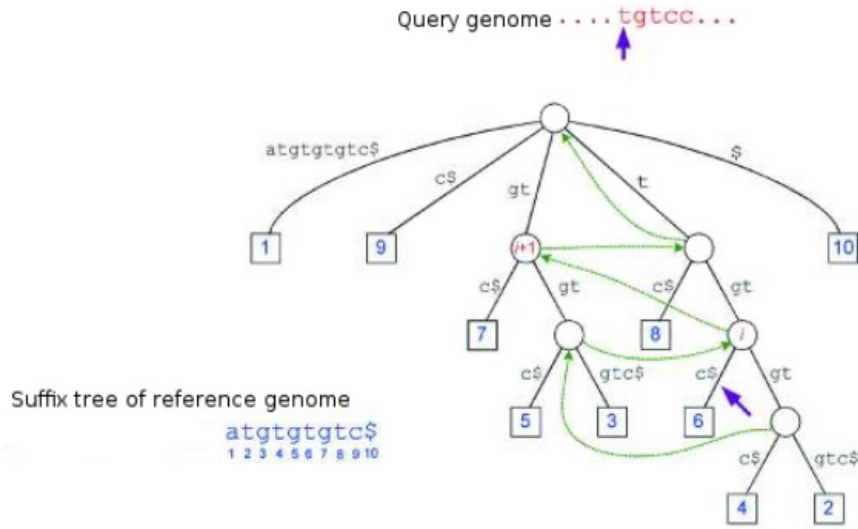 Query genome ....tgtcc...
atgtgtgtc$
c$
gt
t
$
1
9
i+1
10
c$
gt
c$
gt
7
8
i
c$
gtc$
c$
gt
5
3
6
c$
gtc$
4
2
Suffix tree of reference genome
atgtgtgtc$
1 2 3 4 5 6 7 8 9 10